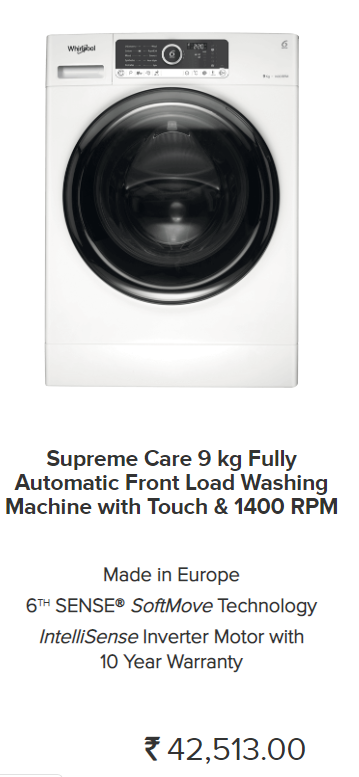 Whirlpool
Supreme Care 9 kg Fully
Automatic Front Load Washing
Machine with Touch & 1400 RPM
Made in Europe
6TH SENSE® SoftMove Technology
IntelliSense Inverter Motor with
10 Year Warranty
₹ 42,513.00